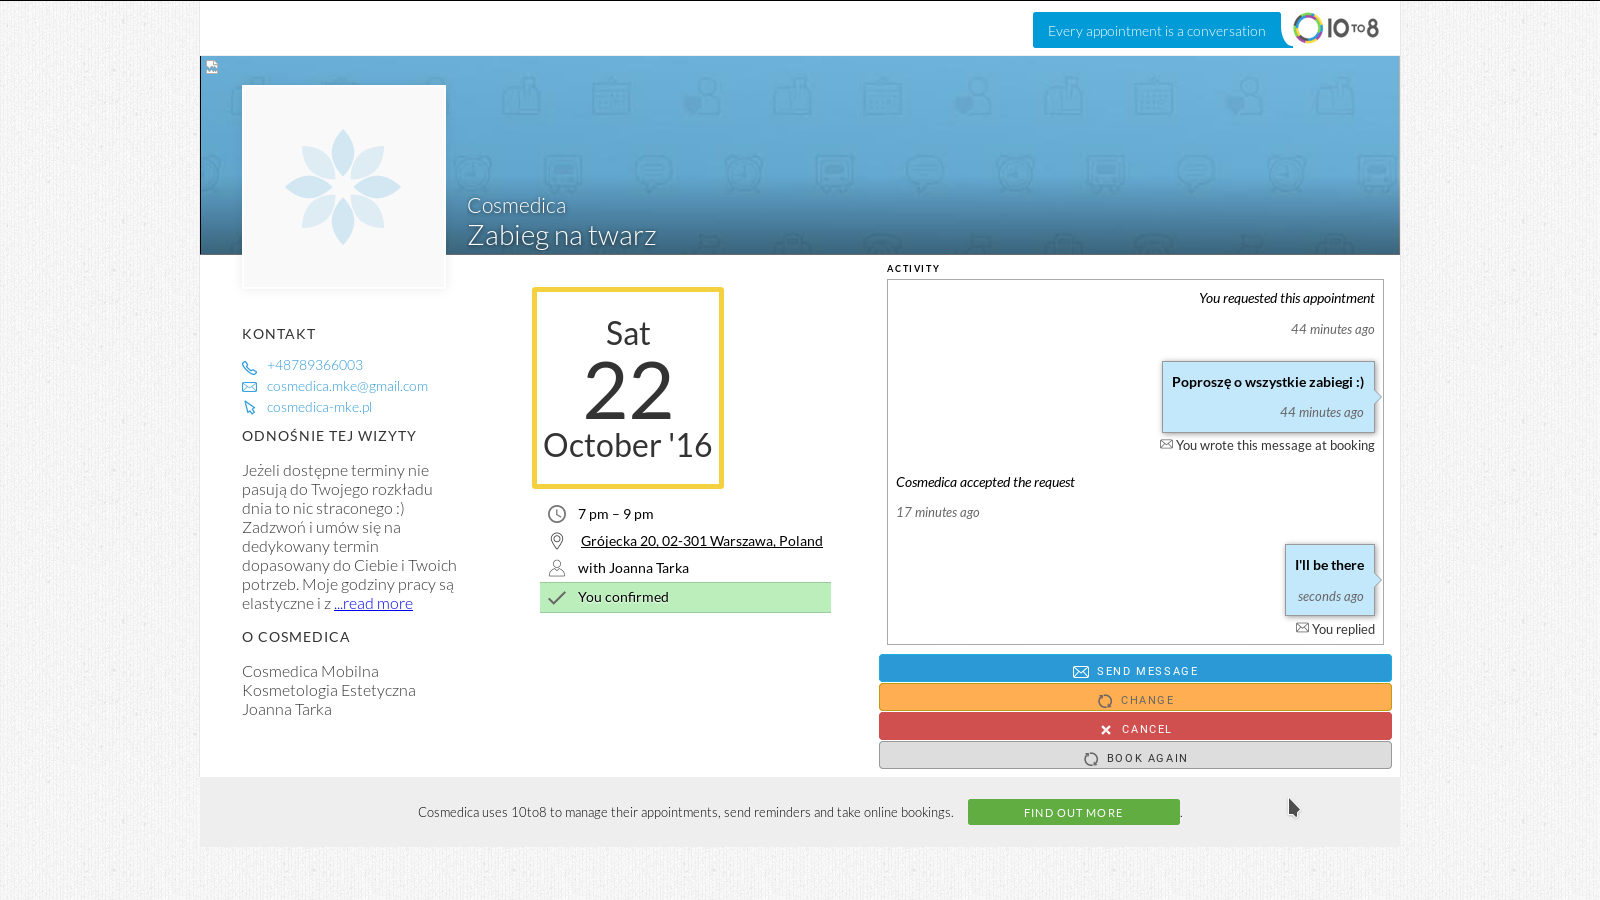 Every appointment is a conversation
10 TO 8
Cosmedica
Zabieg na twarz
KONTAKT
+48789366003
cosmedica.mke@gmail.com
cosmedica-mke.pl
ODNOŚNIE TEJ WIZYTY
Jeżeli dostępne terminy nie
pasują do Twojego rozkładu
dnia to nic straconego :)
Zadzwoń i umów się na
dedykowany termin
dopasowany do Ciebie i Twoich
potrzeb. Moje godziny pracy są
elastyczne i z ...read more
O COSMEDICA
Cosmedica Mobilna
Kosmetologia Estetyczna
Joanna Tarka
Sat
22
October '16
7 pm – 9 pm
Grójecka 20, 02-301 Warszawa, Poland
with Joanna Tarka
You confirmed
ACTIVITY
You requested this appointment
44 minutes ago
Poproszę o wszystkie zabiegi :)
44 minutes ago
You wrote this message at booking
Cosmedica accepted the request
17 minutes ago
I'll be there
seconds ago
You replied
SEND MESSAGE
CHANGE
CANCEL
BOOK AGAIN
Cosmedica uses 10to8 to manage their appointments, send reminders and take online bookings. FIND OUT MORE .